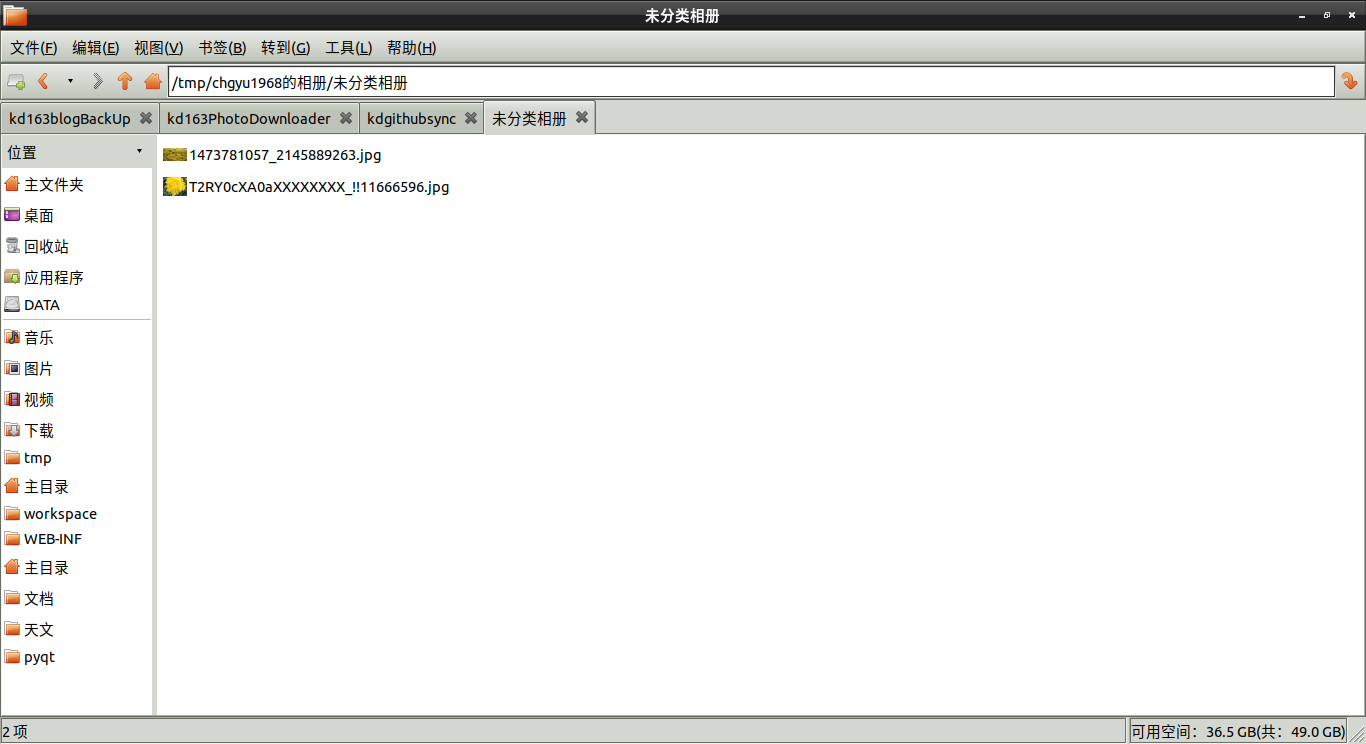 未分类相册
文件(F) 编辑(E) 视图(V) 书签(B) 转到(G) 工具(L) 帮助(H)
/tmp/chgyu1968的相册/未分类相册
kd163blogBackUp kd163PhotoDownloader kdgithubsync 未分类相册
位置
主文件夹
桌面
回收站
应用程序
DATA
音乐
图片
视频
下载
tmp
主目录
workspace
WEB-INF
主目录
文档
天文
pyqt
1473781057_2145889263.jpg
T2RY0cXA0aXXXXXXXX_!!11666596.jpg
2 项
可用空间：36.5 GB(共：49.0 GB)